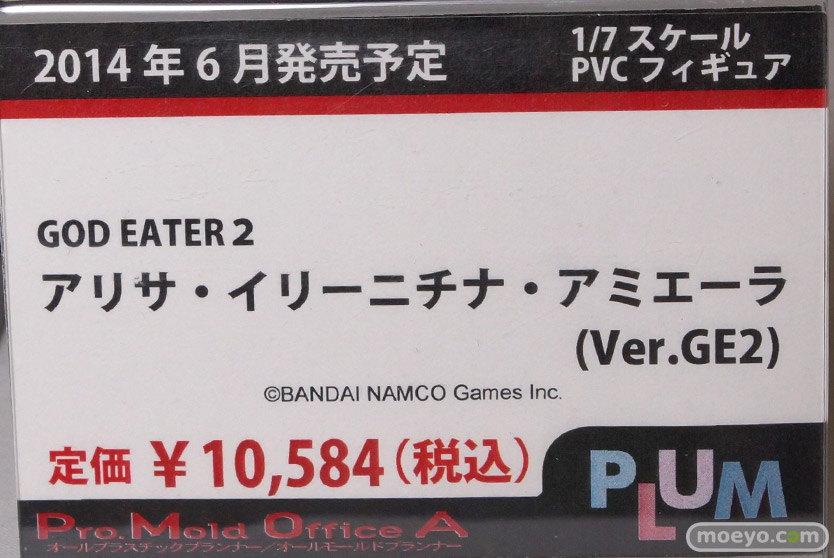 2014年6月発売予定
1/7 スケール
PVC フィギュア
GOD EATER 2
アリサ・イリーニチナ・アミエーラ
(Ver.GE2)
©BANDAI NAMCO Games Inc.
定価 ¥10,584(税込)
PLUM
Pro.Mold Office A
オールプラスチックプランナー/オールモールドプランナー
moeyo.com